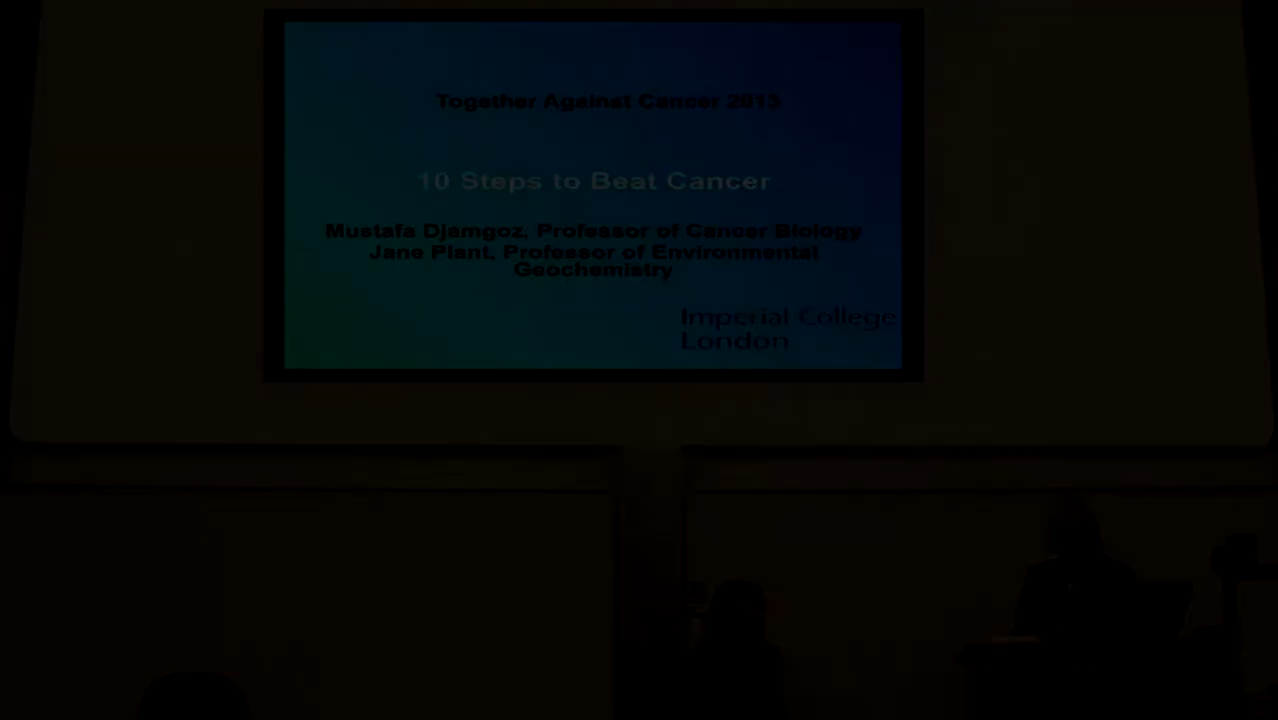 Together Against Cancer 2013
10 Steps to Beat Cancer
Mustafa Djamgoz, Professor of Cancer Biology
Jane Plant, Professor of Environmental
Geochemistry
Imperial College
London